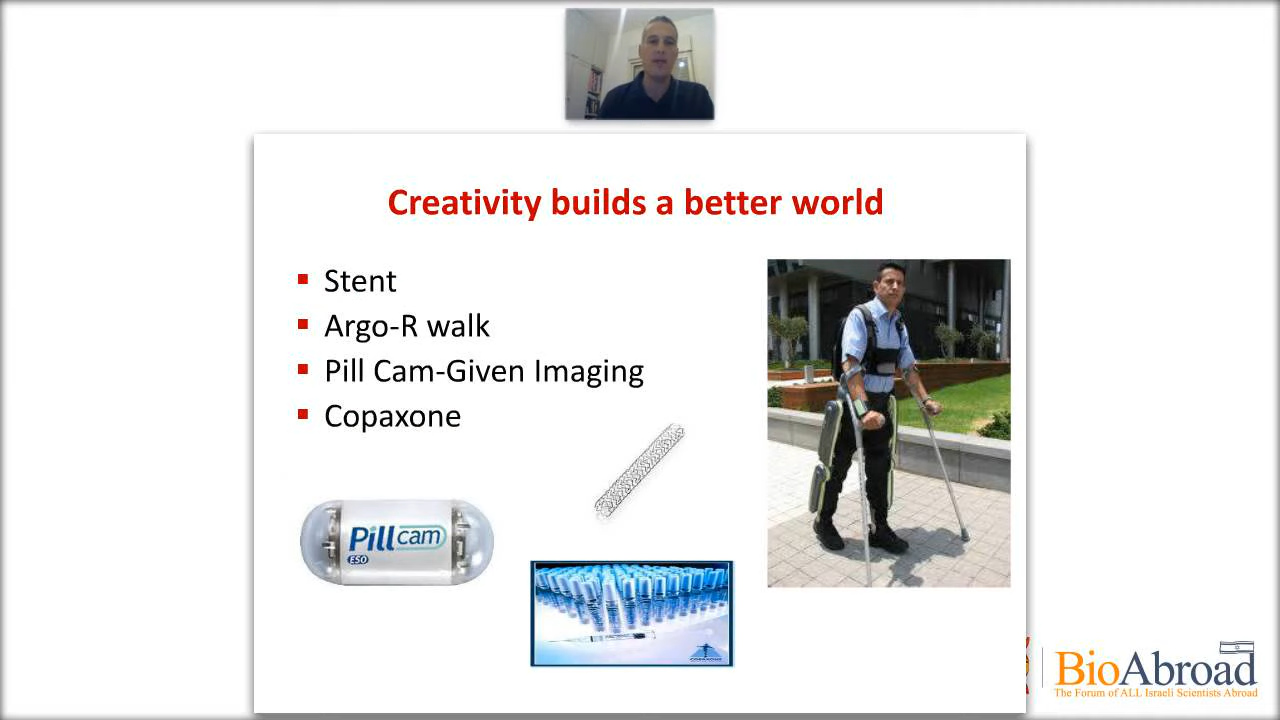 Creativity builds a better world
Stent
Argo-R walk
Pill Cam-Given Imaging
Copaxone
Pillcam
ESO
COPAXONE
BioAbroad
The Forum of ALL Israeli Scientists Abroad